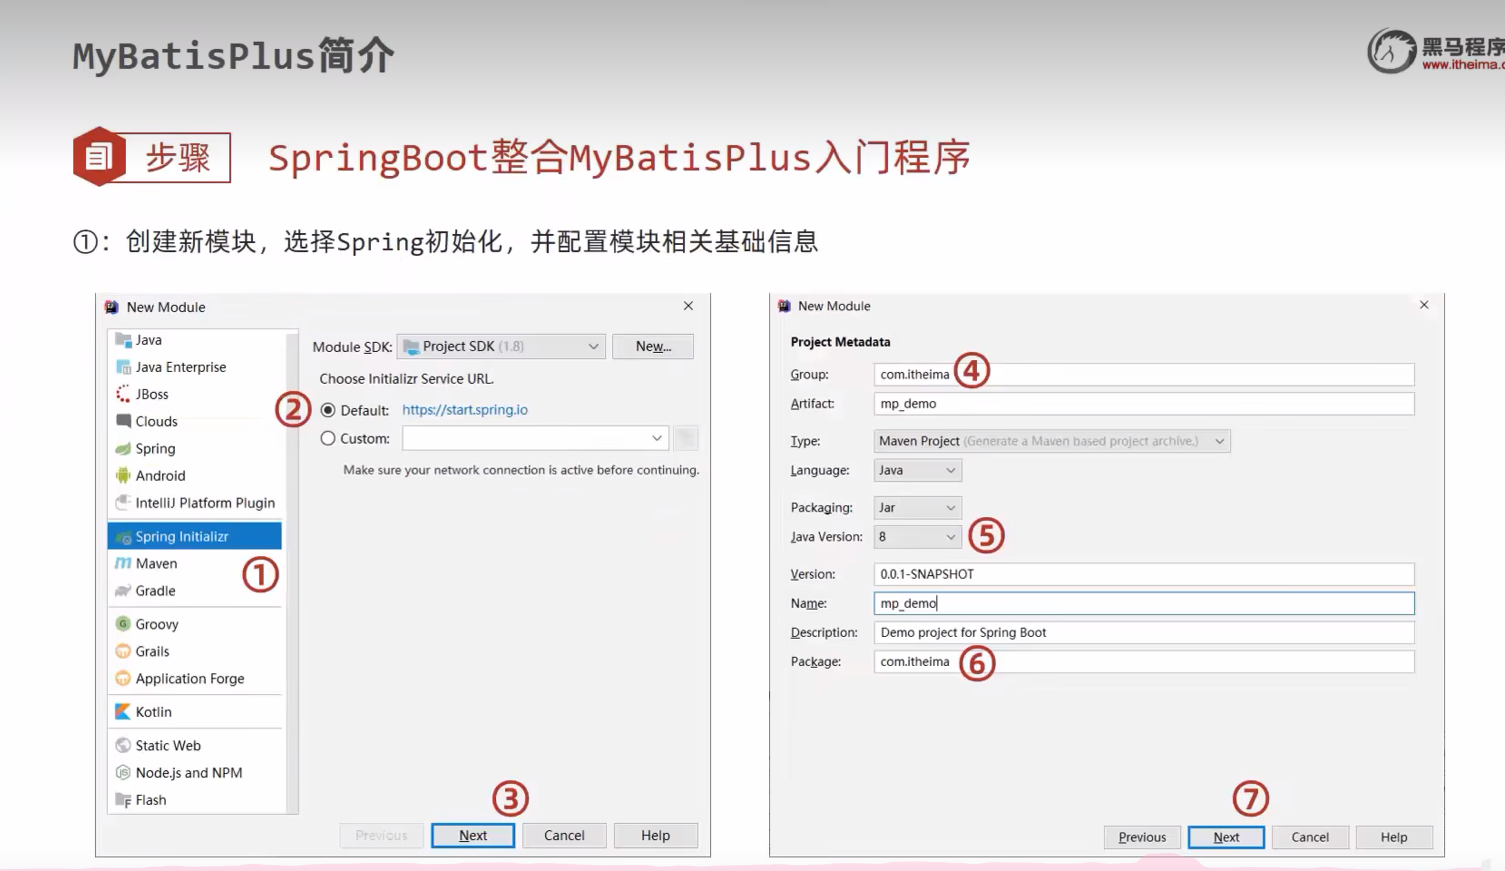 MyBatisPlus简介
黑马程序
www.itheima.c
步骤
SpringBoot整合MyBatisPlus入门程序
①：创建新模块，选择Spring初始化，并配置模块相关基础信息
New Module
Java
Java Enterprise
JBoss
Clouds
Spring
Android
IntelliJ Platform Plugin
Spring Initializr
①
Maven
Gradle
Groovy
Grails
Application Forge
Kotlin
Static Web
Node.js and NPM
Flash
Module SDK: Project SDK (1.8) New...
Choose Initializr Service URL.
② Default: https://start.spring.io
Custom:
Make sure your network connection is active before continuing.
③
Previous Next Cancel Help
New Module
Project Metadata
Group: com.itheima ④
Artifact: mp_demo
Type: Maven Project (Generate a Maven based project archive.)
Language: Java
Packaging: Jar
Java Version: 8 ⑤
Version: 0.0.1-SNAPSHOT
Name: mp_demo
Description: Demo project for Spring Boot
Package: com.itheima ⑥
⑦
Previous Next Cancel Help